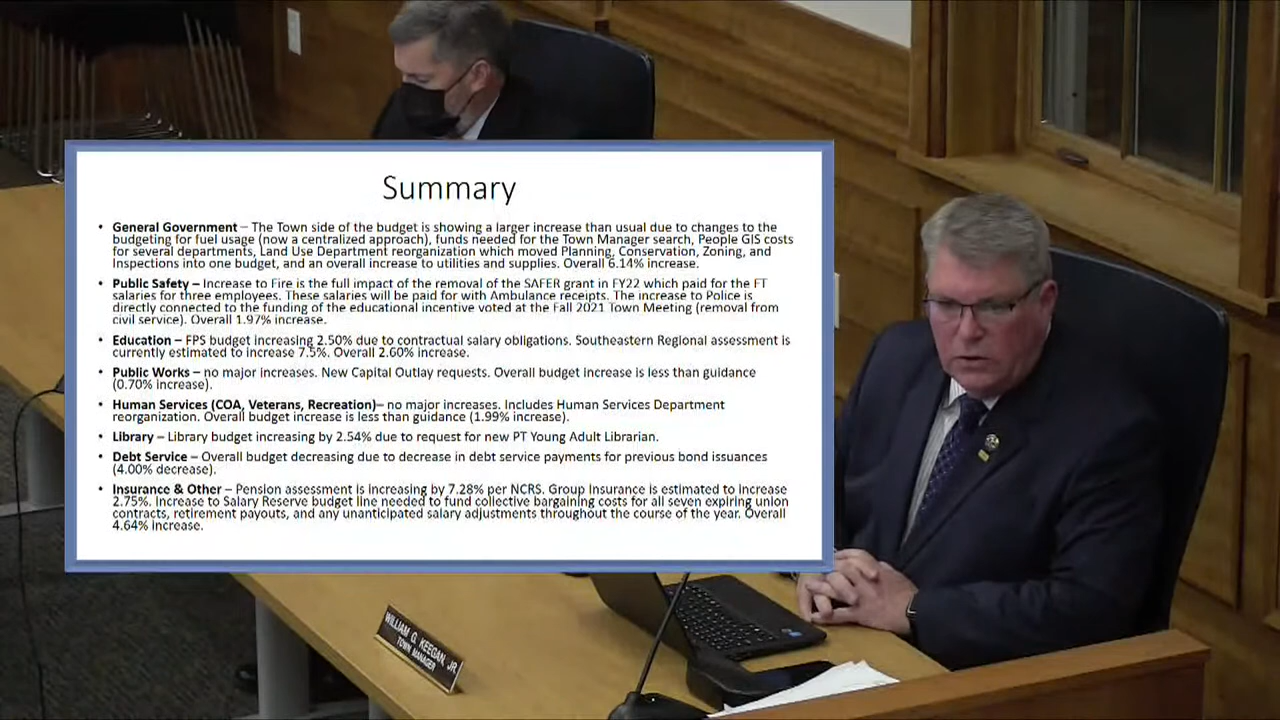 Summary
• General Government – The Town side of the budget is showing a larger increase than usual due to changes to the
budgeting for fuel usage (now a centralized approach), funds needed for the Town Manager search, People GIS costs
for several departments, Land Use Department reorganization which moved Planning, Conservation, Zoning, and
Inspections into one budget, and an overall increase to utilities and supplies. Overall 6.14% increase.
• Public Safety – Increase to Fire is the full impact of the removal of the SAFER grant in FY22 which paid for the FT
salaries for three employees. These salaries will be paid for with Ambulance receipts. The increase to Police is
directly connected to the funding of the educational incentive voted at the Fall 2021 Town Meeting (removal from
civil service). Overall 1.97% increase.
• Education – FPS budget increasing 2.50% due to contractual salary obligations. Southeastern Regional assessment is
currently estimated to increase 7.5%. Overall 2.60% increase.
• Public Works – no major increases. New Capital Outlay requests. Overall budget increase is less than guidance
(0.70% increase).
• Human Services (COA, Veterans, Recreation)– no major increases. Includes Human Services Department
reorganization. Overall budget increase is less than guidance (1.99% increase).
• Library – Library budget increasing by 2.54% due to request for new PT Young Adult Librarian.
• Debt Service – Overall budget decreasing due to decrease in debt service payments for previous bond issuances
(4.00% decrease).
• Insurance & Other – Pension assessment is increasing by 7.28% per NCRS. Group Insurance is estimated to increase
2.75%. Increase to Salary Reserve budget line needed to fund collective bargaining costs for all seven expiring union
contracts, retirement payouts, and any unanticipated salary adjustments throughout the course of the year. Overall
4.64% increase.
WILLIAM G. KEEGAN, JR
TOWN MANAGER